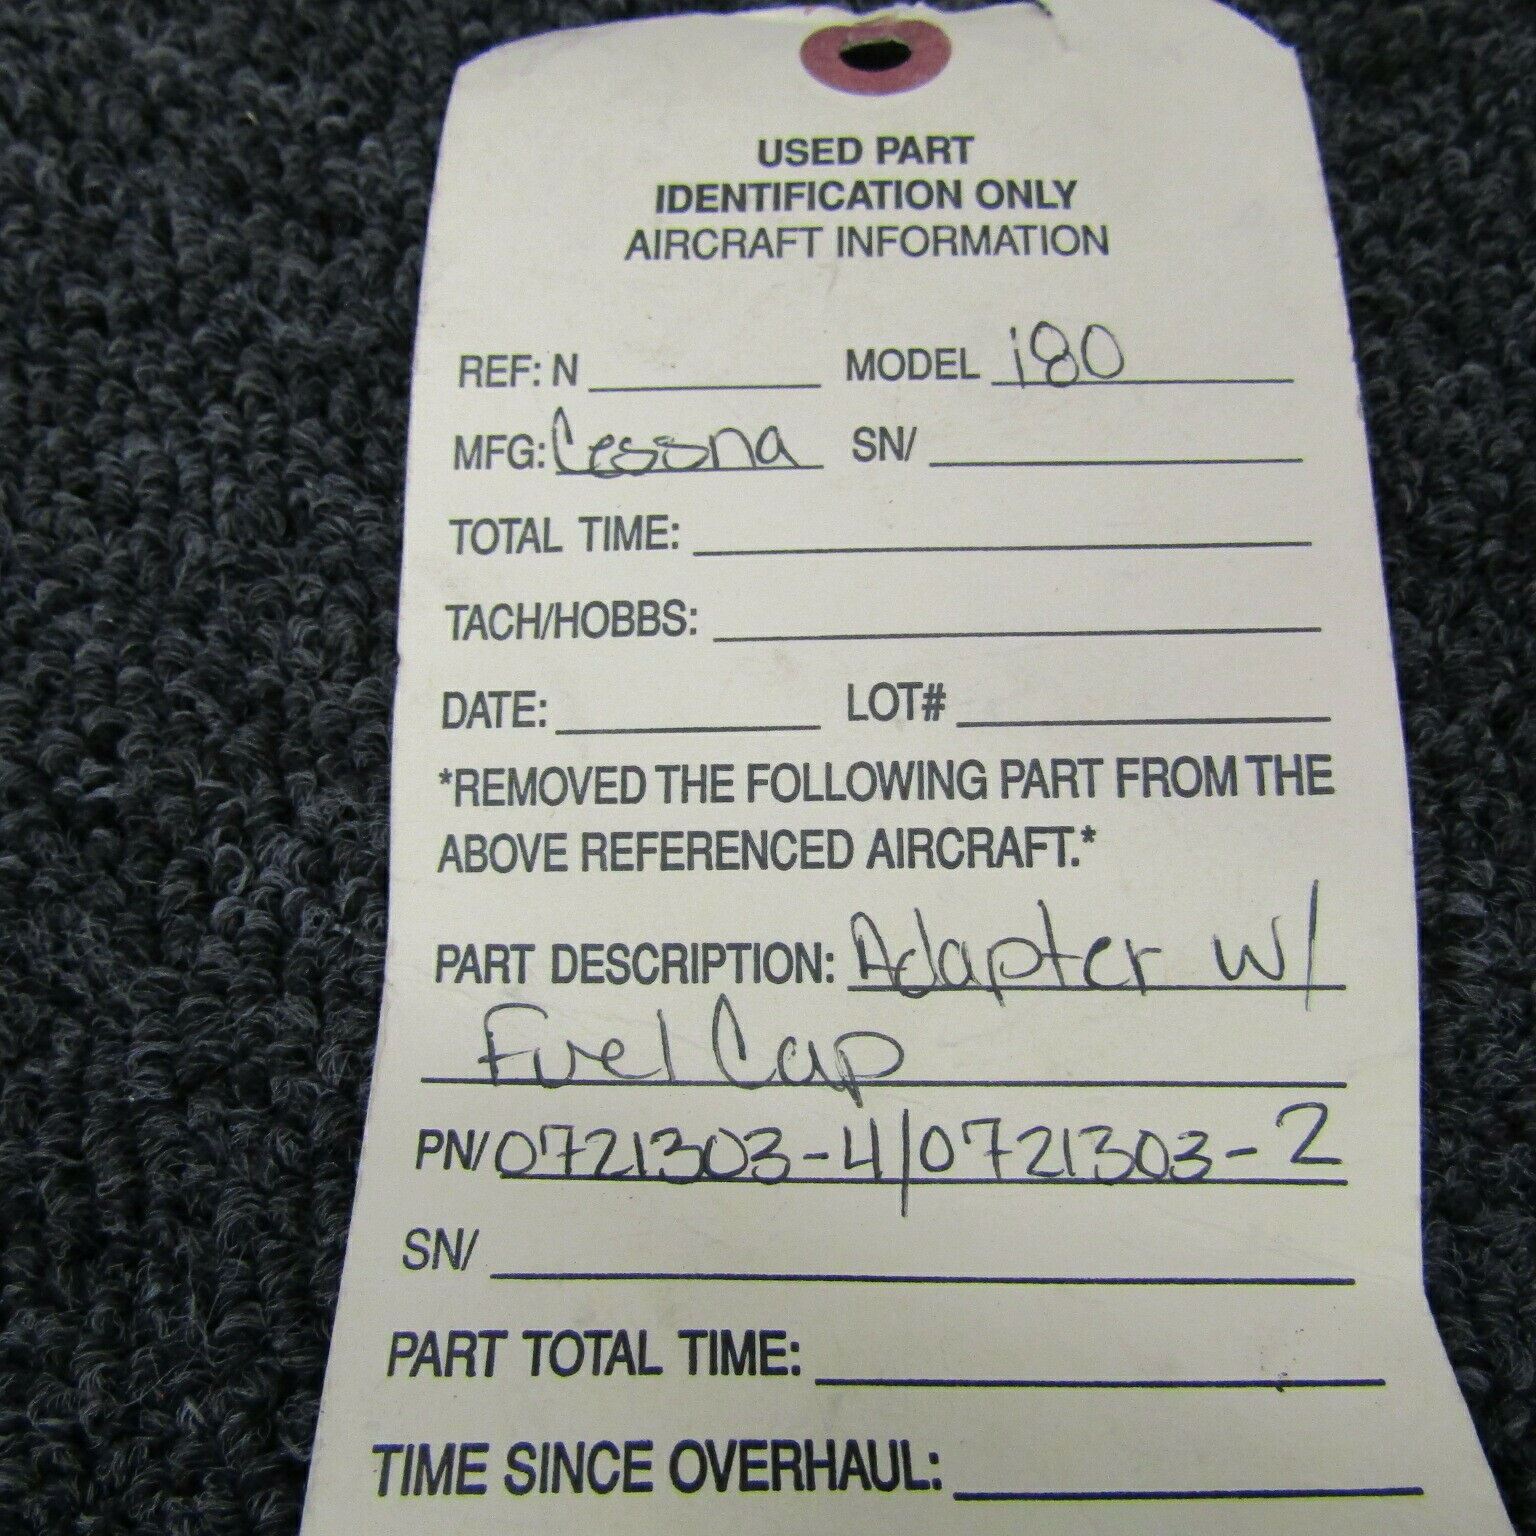 USED PART
IDENTIFICATION ONLY
AIRCRAFT INFORMATION
REF: N MODEL 180
MFG: Cessna SN/
TOTAL TIME:
TACH/HOBBS:
DATE: LOT#
*REMOVED THE FOLLOWING PART FROM THE
ABOVE REFERENCED AIRCRAFT.*
PART DESCRIPTION: Adapter w/
Fuel Cap
PN/ 0721303-4/0721303-2
SN/
PART TOTAL TIME:
TIME SINCE OVERHAUL: